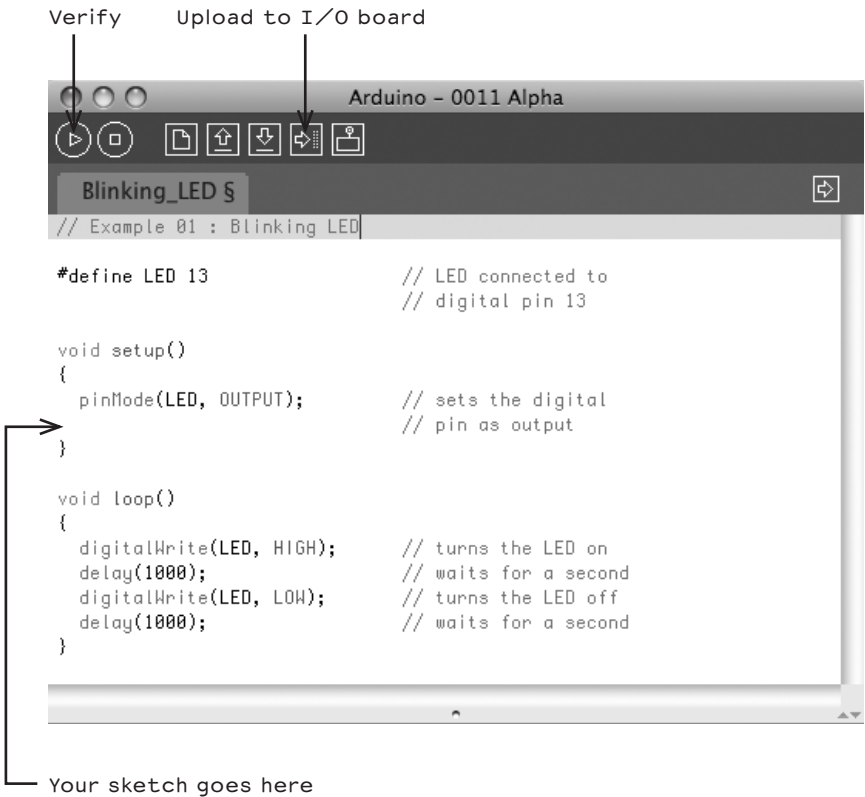 Verify Upload to I/O board
Arduino – 0011 Alpha
Blinking_LED §
// Example 01 : Blinking LED
#define LED 13 // LED connected to
// digital pin 13
void setup()
{
pinMode(LED, OUTPUT); // sets the digital
// pin as output
}
void loop()
{
digitalWrite(LED, HIGH); // turns the LED on
delay(1000); // waits for a second
digitalWrite(LED, LOW); // turns the LED off
delay(1000); // waits for a second
}
Your sketch goes here